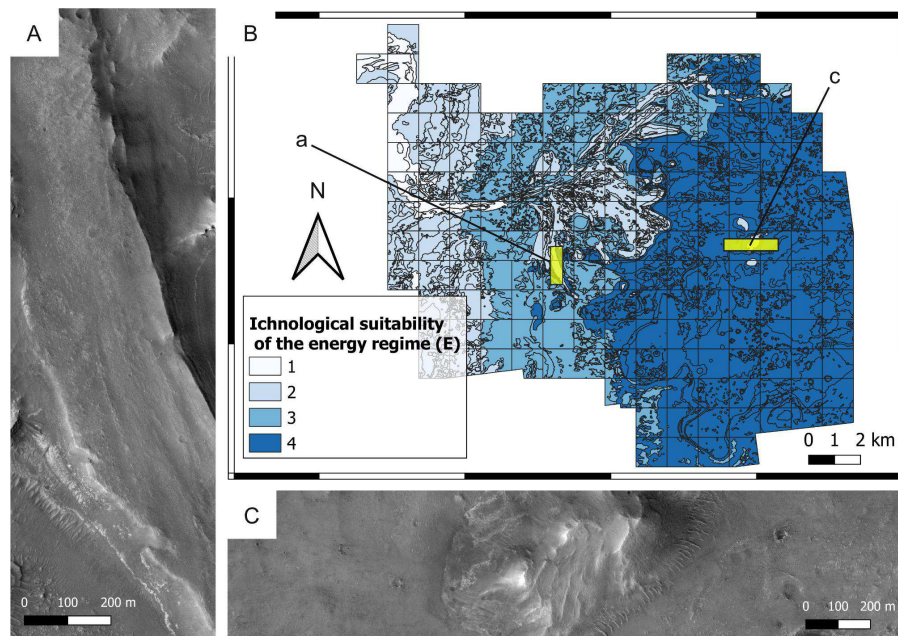 A
B
a
c
N
Ichnological suitability
of the energy regime (E)
1
2
3
4
0 1 2 km
C
0 100 200 m
0 100 200 m